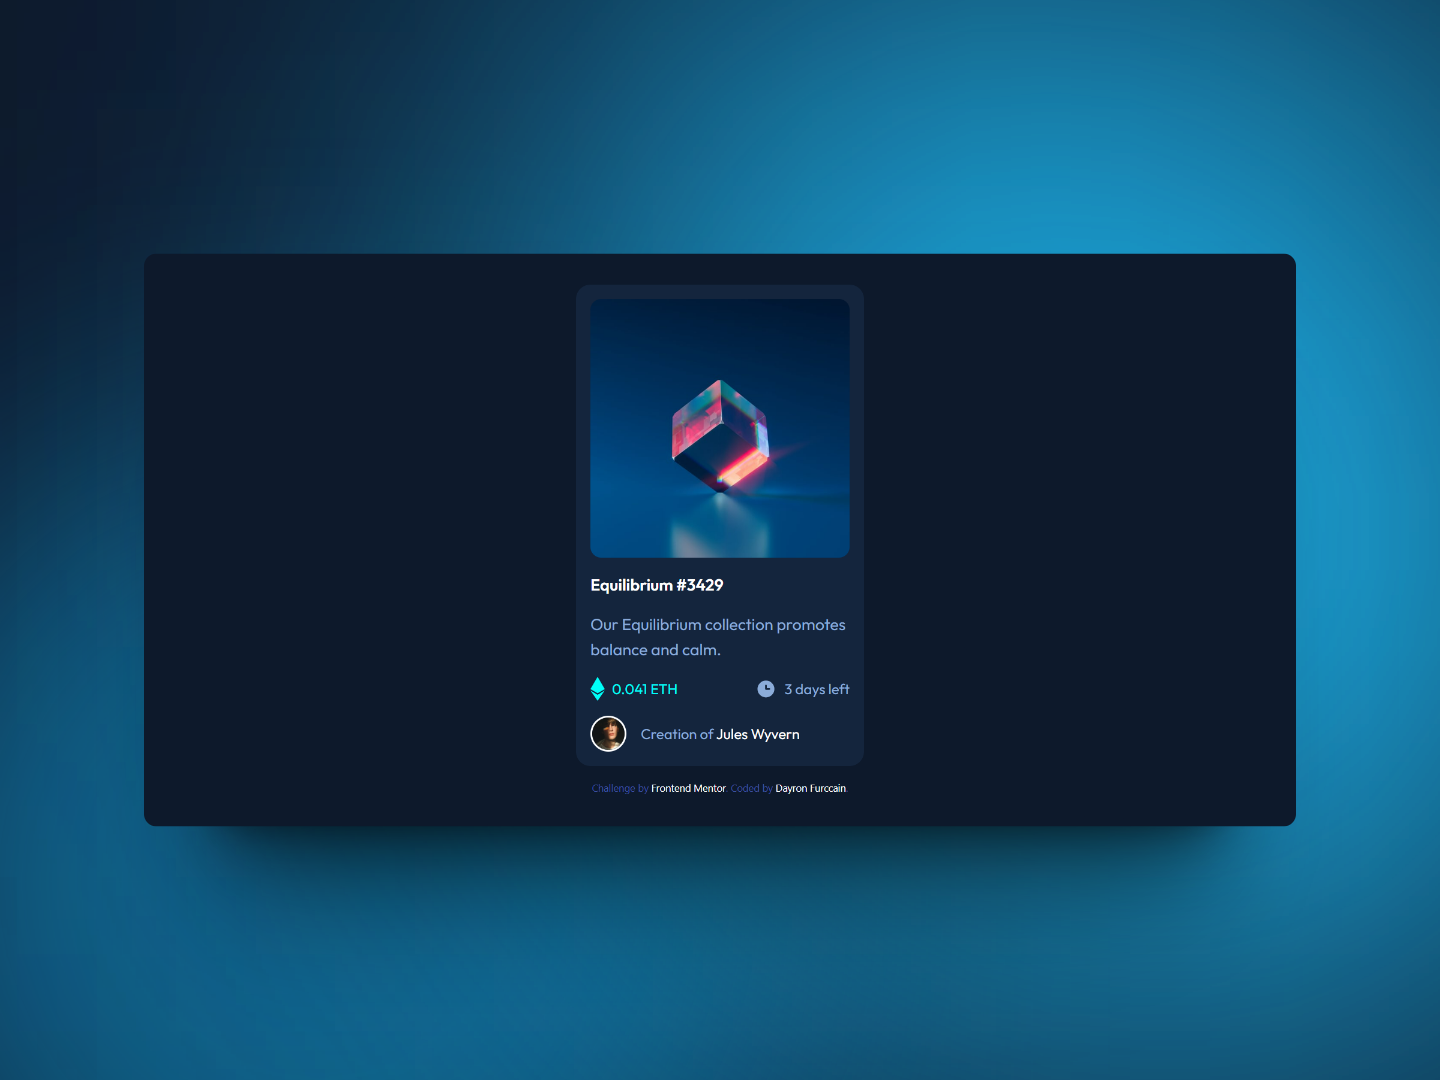 Equilibrium #3429
Our Equilibrium collection promotes
balance and calm.
0.041 ETH 3 days left
Creation of Jules Wyvern
Challenge by Frontend Mentor. Coded by Dayron Furccain.